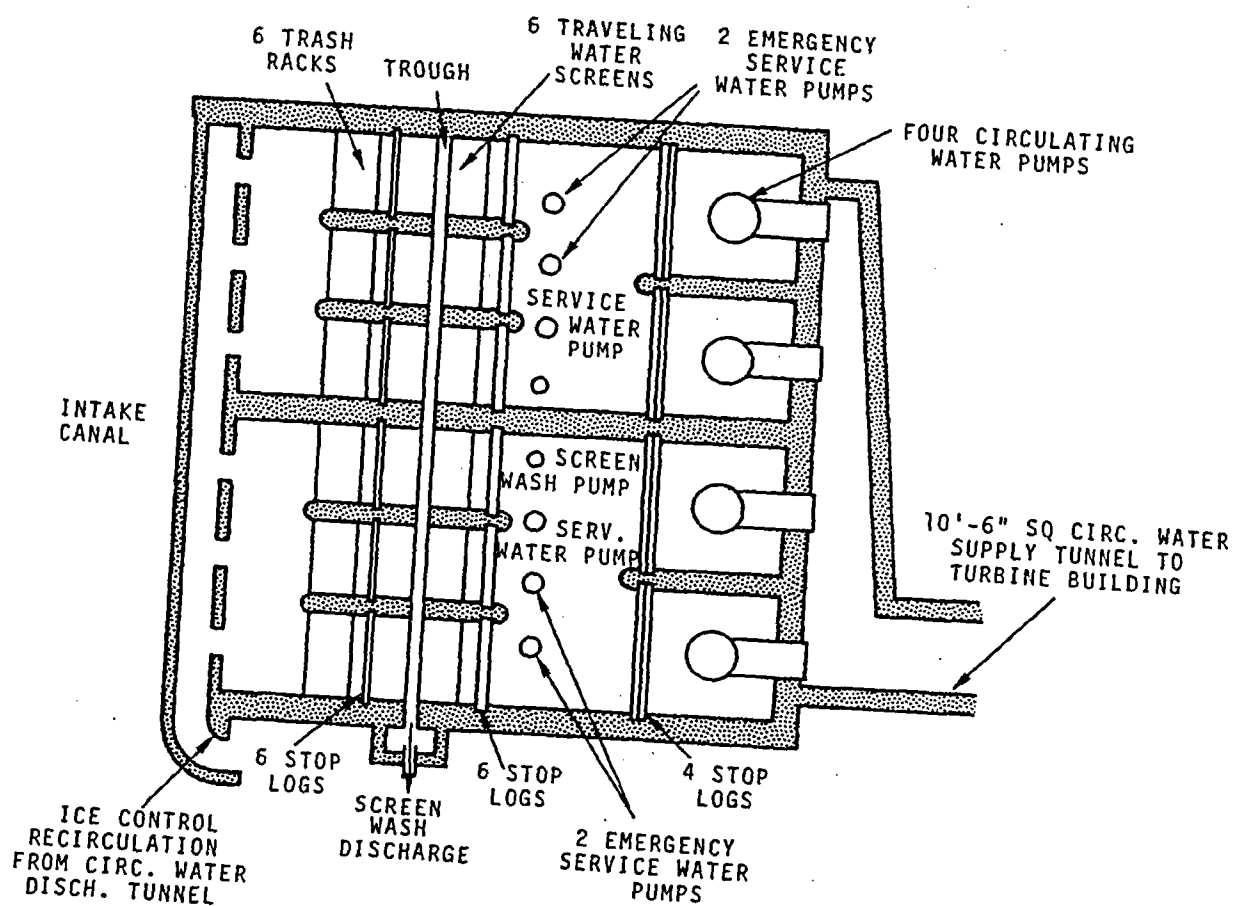 6 TRASH
RACKS
TROUGH
6 TRAVELING
WATER
SCREENS
2 EMERGENCY
SERVICE
WATER PUMPS
FOUR CIRCULATING
WATER PUMPS
SERVICE
WATER
PUMP
INTAKE
CANAL
SCREEN
WASH PUMP
SERV.
WATER PUMP
10'-6" SQ CIRC. WATER
SUPPLY TUNNEL TO
TURBINE BUILDING
6 STOP
LOGS
SCREEN
WASH
DISCHARGE
6 STOP
LOGS
4 STOP
LOGS
ICE CONTROL
RECIRCULATION
FROM CIRC. WATER
DISCH. TUNNEL
2 EMERGENCY
SERVICE WATER
PUMPS